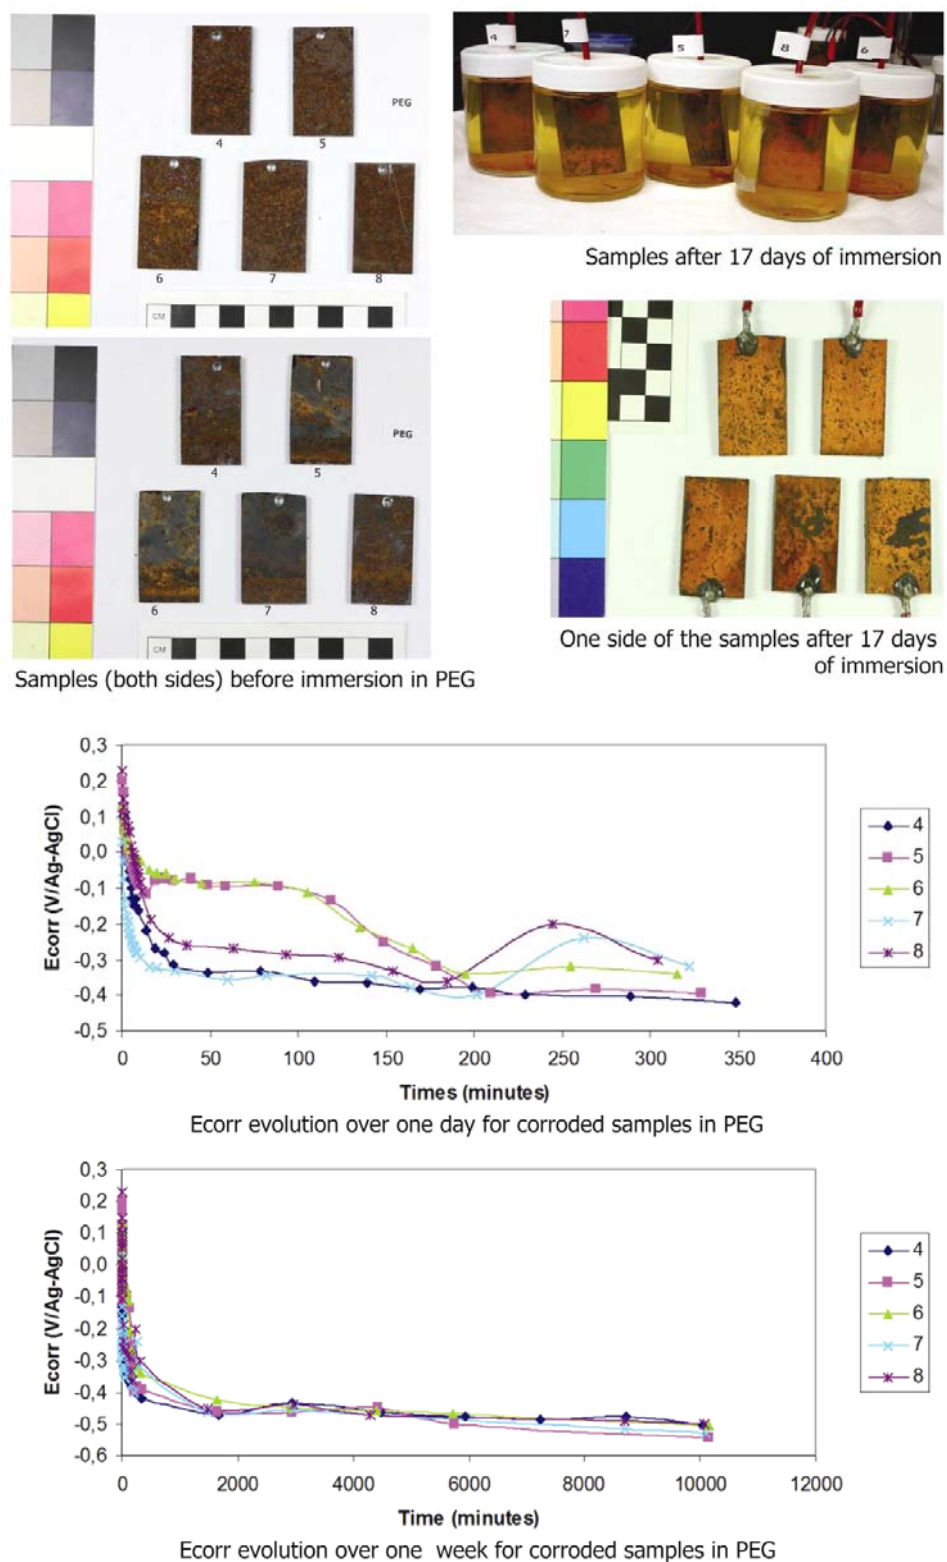 PEG
4
5
6
7
8
CM
PEG
4
5
6
7
8
CM
Samples (both sides) before immersion in PEG
4
7
5
8
6
Samples after 17 days of immersion
One side of the samples after 17 days
of immersion
0,3
0,2
0,1
0,0
-0,1
-0,2
-0,3
-0,4
-0,5
Ecorr (V/Ag-AgCl)
0 50 100 150 200 250 300 350 400
Times (minutes)
4
5
6
7
8
Ecorr evolution over one day for corroded samples in PEG
0,3
0,2
0,1
0,0
-0,1
-0,2
-0,3
-0,4
-0,5
-0,6
Ecorr (V/Ag-AgCl)
0 2000 4000 6000 8000 10000 12000
Time (minutes)
4
5
6
7
8
Ecorr evolution over one week for corroded samples in PEG